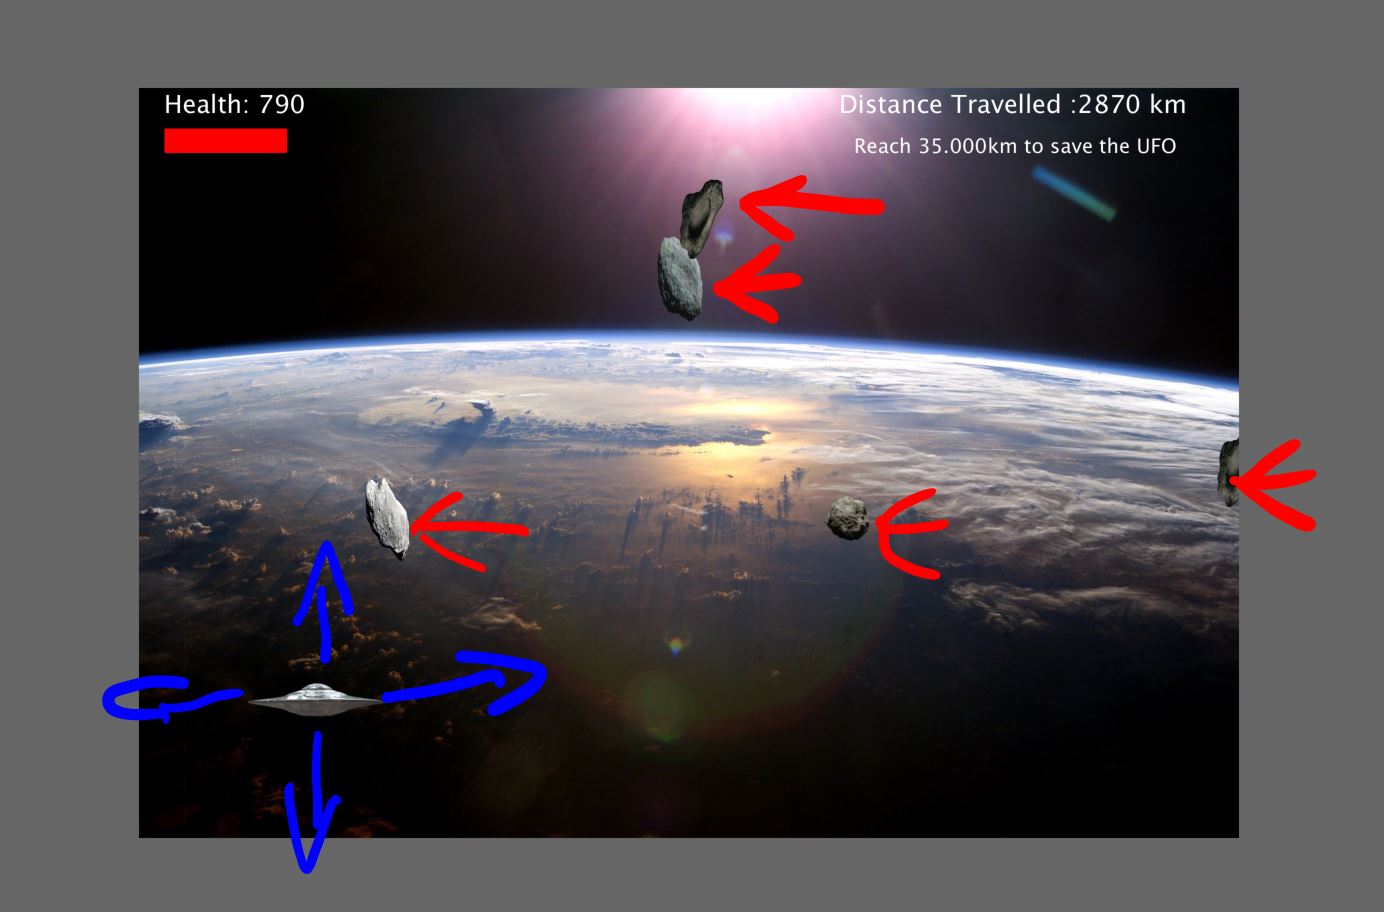 Health: 790
Distance Travelled :2870 km
Reach 35.000km to save the UFO